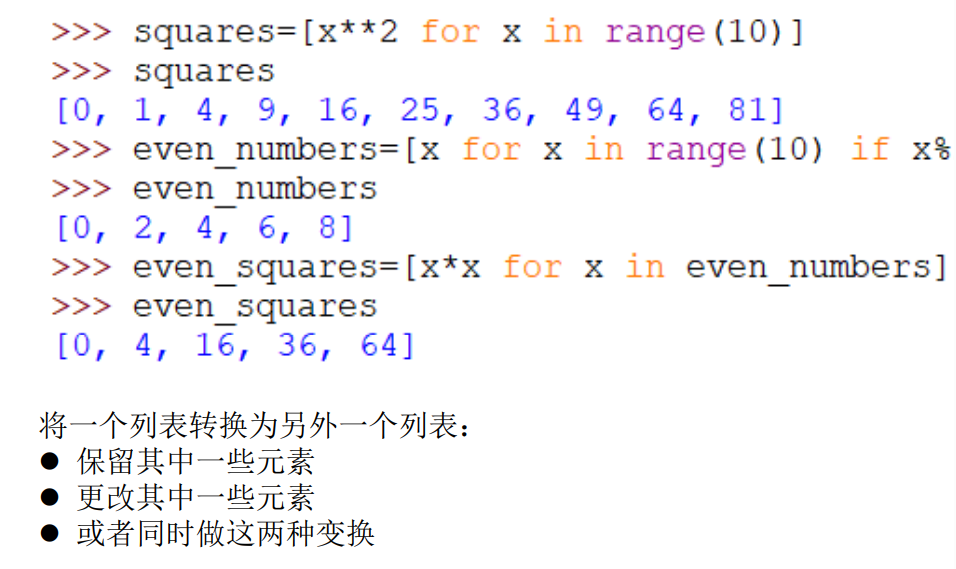 >>> squares=[x**2 for x in range(10)]
>>> squares
[0, 1, 4, 9, 16, 25, 36, 49, 64, 81]
>>> even_numbers=[x for x in range(10) if x%
>>> even_numbers
[0, 2, 4, 6, 8]
>>> even_squares=[x*x for x in even_numbers]
>>> even_squares
[0, 4, 16, 36, 64]
将一个列表转换为另外一个列表：
● 保留其中一些元素
● 更改其中一些元素
● 或者同时做这两种变换